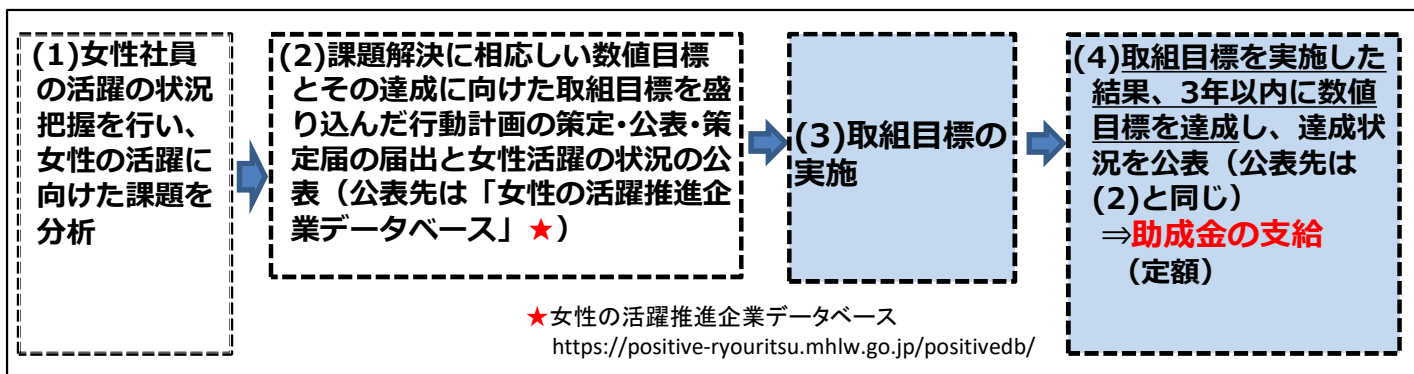 (1)女性社員
の活躍の状況
把握を行い、
女性の活躍に
向けた課題を
分析
(2)課題解決に相応しい数値目標
とその達成に向けた取組目標を盛
り込んだ行動計画の策定・公表・策
定届の届出と女性活躍の状況の公
表（公表先は「女性の活躍推進企
業データベース」★）
(3)取組目標の
実施
(4)取組目標を実施した
結果、3年以内に数値
目標を達成し、達成状
況を公表（公表先は
(2)と同じ）
⇒助成金の支給
（定額）
★女性の活躍推進企業データベース
https://positive-ryouritsu.mhlw.go.jp/positivedb/